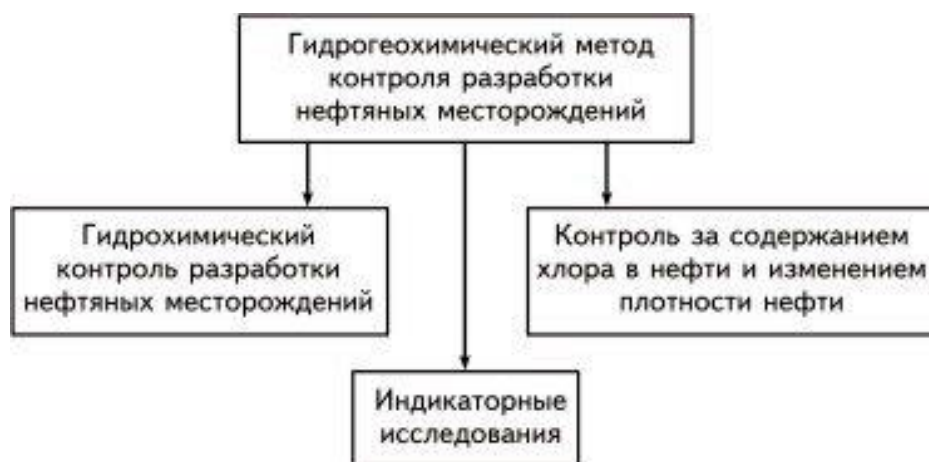 Гидрогеохимический метод
контроля разработки
нефтяных месторождений
Гидрохимический
контроль разработки
нефтяных месторождений
Контроль за содержанием
хлора в нефти и изменением
плотности нефти
Индикаторные
исследования